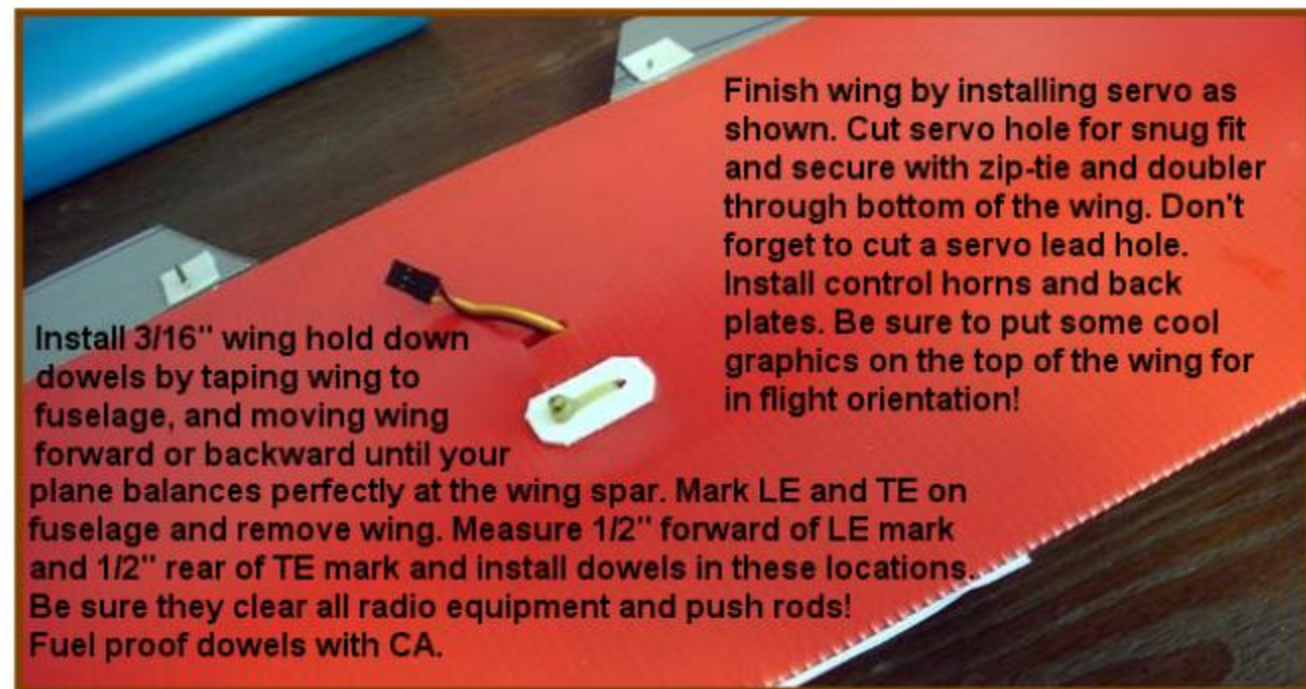 Finish wing by installing servo as
shown. Cut servo hole for snug fit
and secure with zip-tie and doubler
through bottom of the wing. Don't
forget to cut a servo lead hole.
Install control horns and back
plates. Be sure to put some cool
graphics on the top of the wing for
in flight orientation!
Install 3/16" wing hold down
dowels by taping wing to
fuselage, and moving wing
forward or backward until your
plane balances perfectly at the wing spar. Mark LE and TE on
fuselage and remove wing. Measure 1/2" forward of LE mark
and 1/2" rear of TE mark and install dowels in these locations.
Be sure they clear all radio equipment and push rods!
Fuel proof dowels with CA.